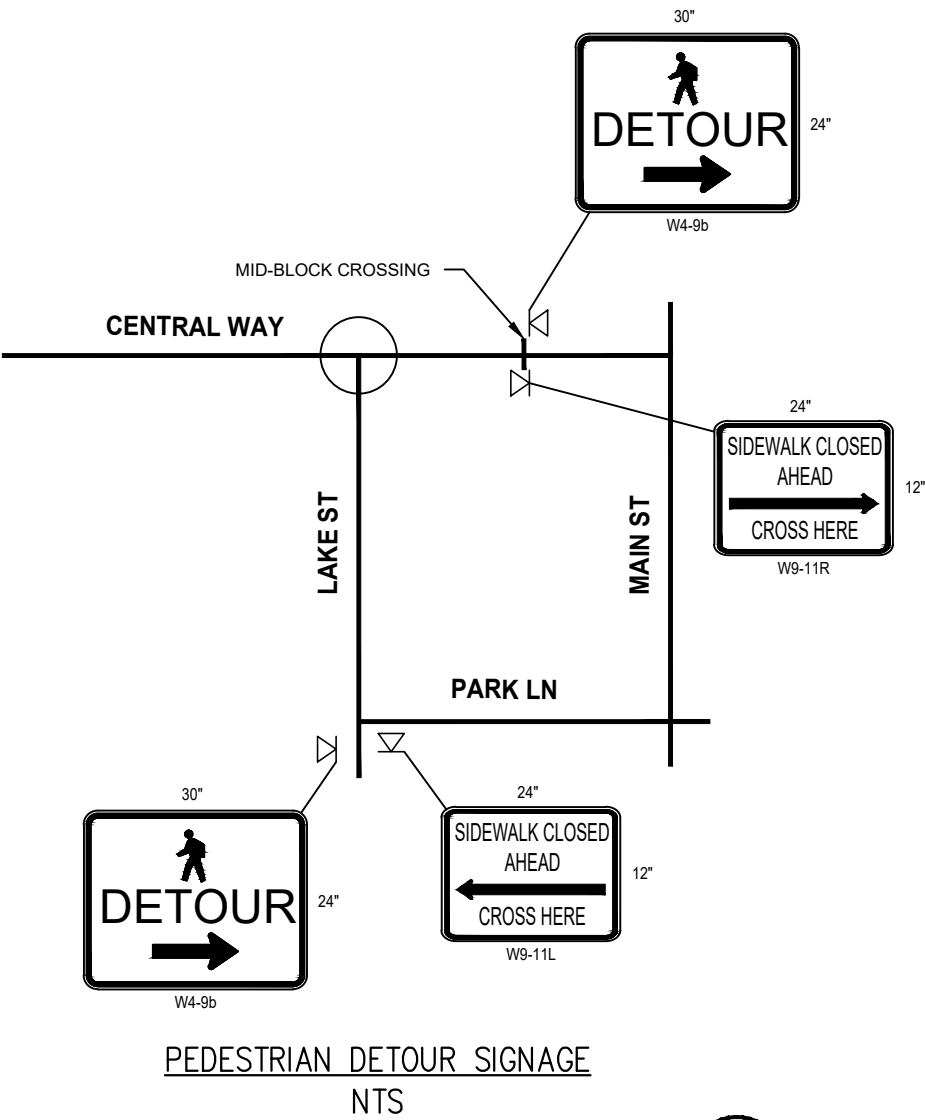 30"
DETOUR
24"
W4-9b
MID-BLOCK CROSSING
CENTRAL WAY
24"
SIDEWALK CLOSED
AHEAD
12"
CROSS HERE
W9-11R
LAKE ST
MAIN ST
PARK LN
30"
DETOUR
24"
W4-9b
24"
SIDEWALK CLOSED
AHEAD
12"
CROSS HERE
W9-11L
PEDESTRIAN DETOUR SIGNAGE
NTS